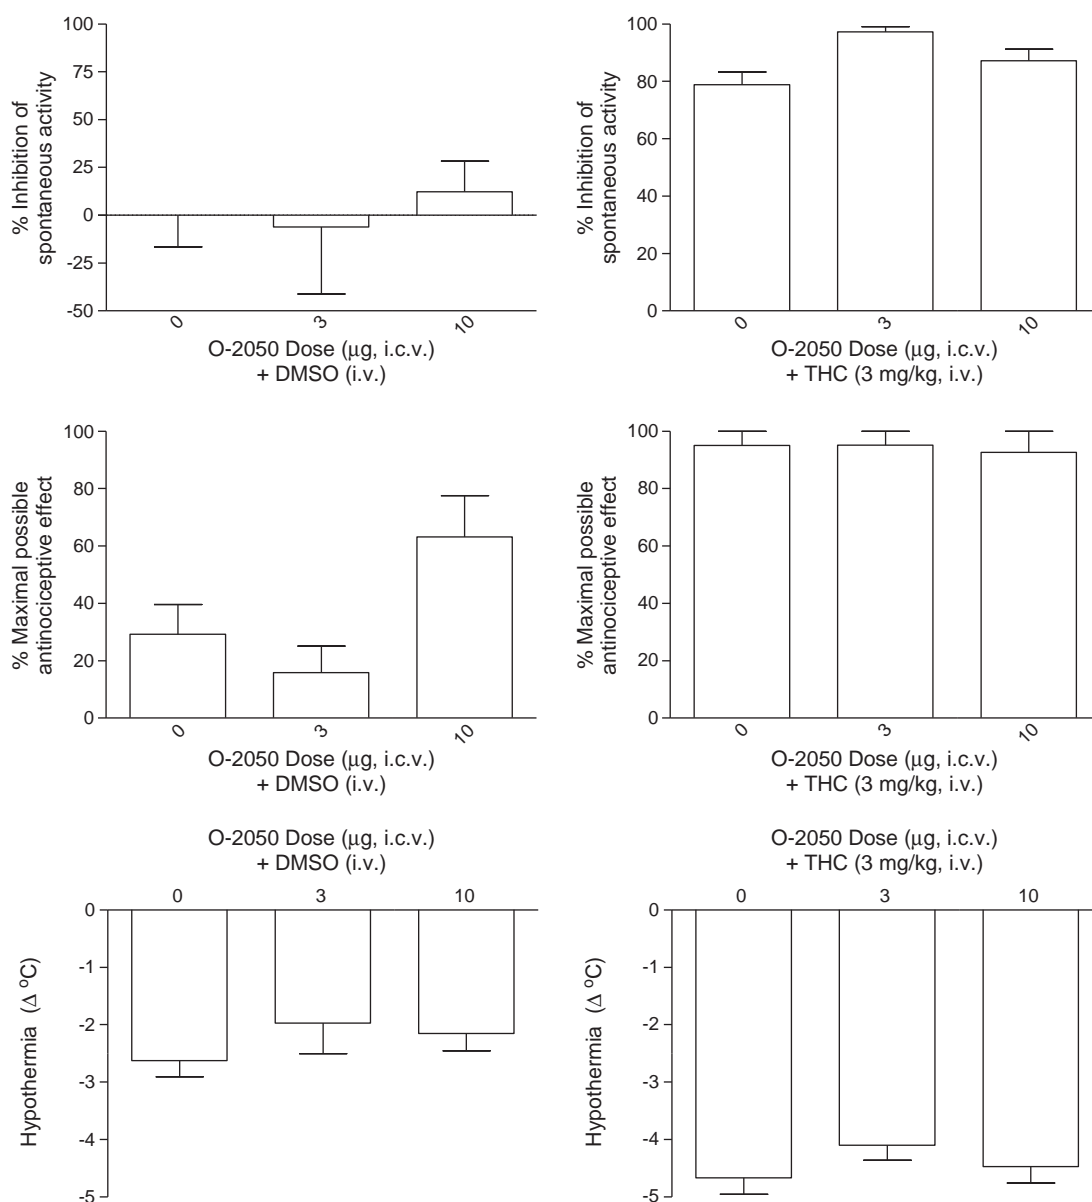 % Inhibition of
spontaneous activity
100
75
50
25
0
-25
-50
0
3
10
O-2050 Dose (μg, i.c.v.)
+ DMSO (i.v.)
% Inhibition of
spontaneous activity
100
80
60
40
20
0
0
3
10
O-2050 Dose (μg, i.c.v.)
+ THC (3 mg/kg, i.v.)
% Maximal possible
antinociceptive effect
100
80
60
40
20
0
0
3
10
O-2050 Dose (μg, i.c.v.)
+ DMSO (i.v.)
% Maximal possible
antinociceptive effect
100
80
60
40
20
0
0
3
10
O-2050 Dose (μg, i.c.v.)
+ THC (3 mg/kg, i.v.)
O-2050 Dose (μg, i.c.v.)
+ DMSO (i.v.)
0
3
10
Hypothermia (Δ ºC)
0
-1
-2
-3
-4
-5
O-2050 Dose (μg, i.c.v.)
+ THC (3 mg/kg, i.v.)
0
3
10
Hypothermia (Δ ºC)
0
-1
-2
-3
-4
-5